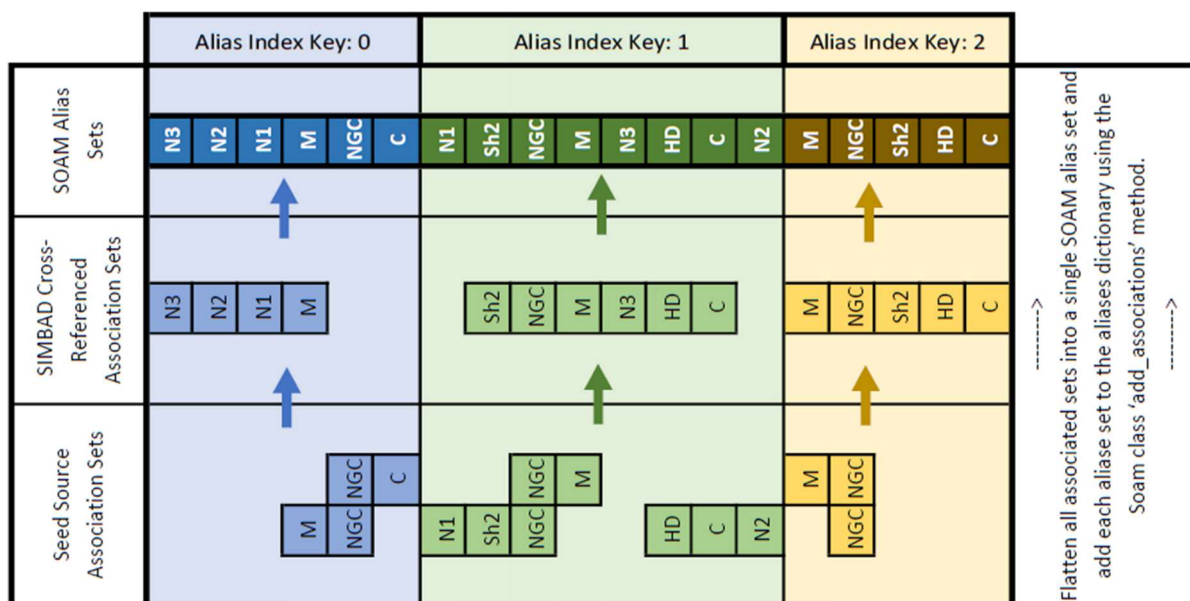 Alias Index Key: 0
Alias Index Key: 1
Alias Index Key: 2
SOAM Alias
Sets
N3
N2
N1
M
NGC
C
N1
Sh2
NGC
M
N3
HD
C
N2
M
NGC
Sh2
HD
C
SIMBAD Cross-
Referenced
Association Sets
N3
N2
N1
M
Sh2
NGC
M
N3
HD
C
M
NGC
Sh2
HD
C
Seed Source
Association Sets
NGC
C
M
NGC
NGC
M
N1
Sh2
NGC
HD
C
N2
M
NGC
NGC
-------->
Flatten all associated sets into a single SOAM alias set and
add each aliase set to the aliases dictionary using the
Soam class ‘add_associations’ method.
-------->